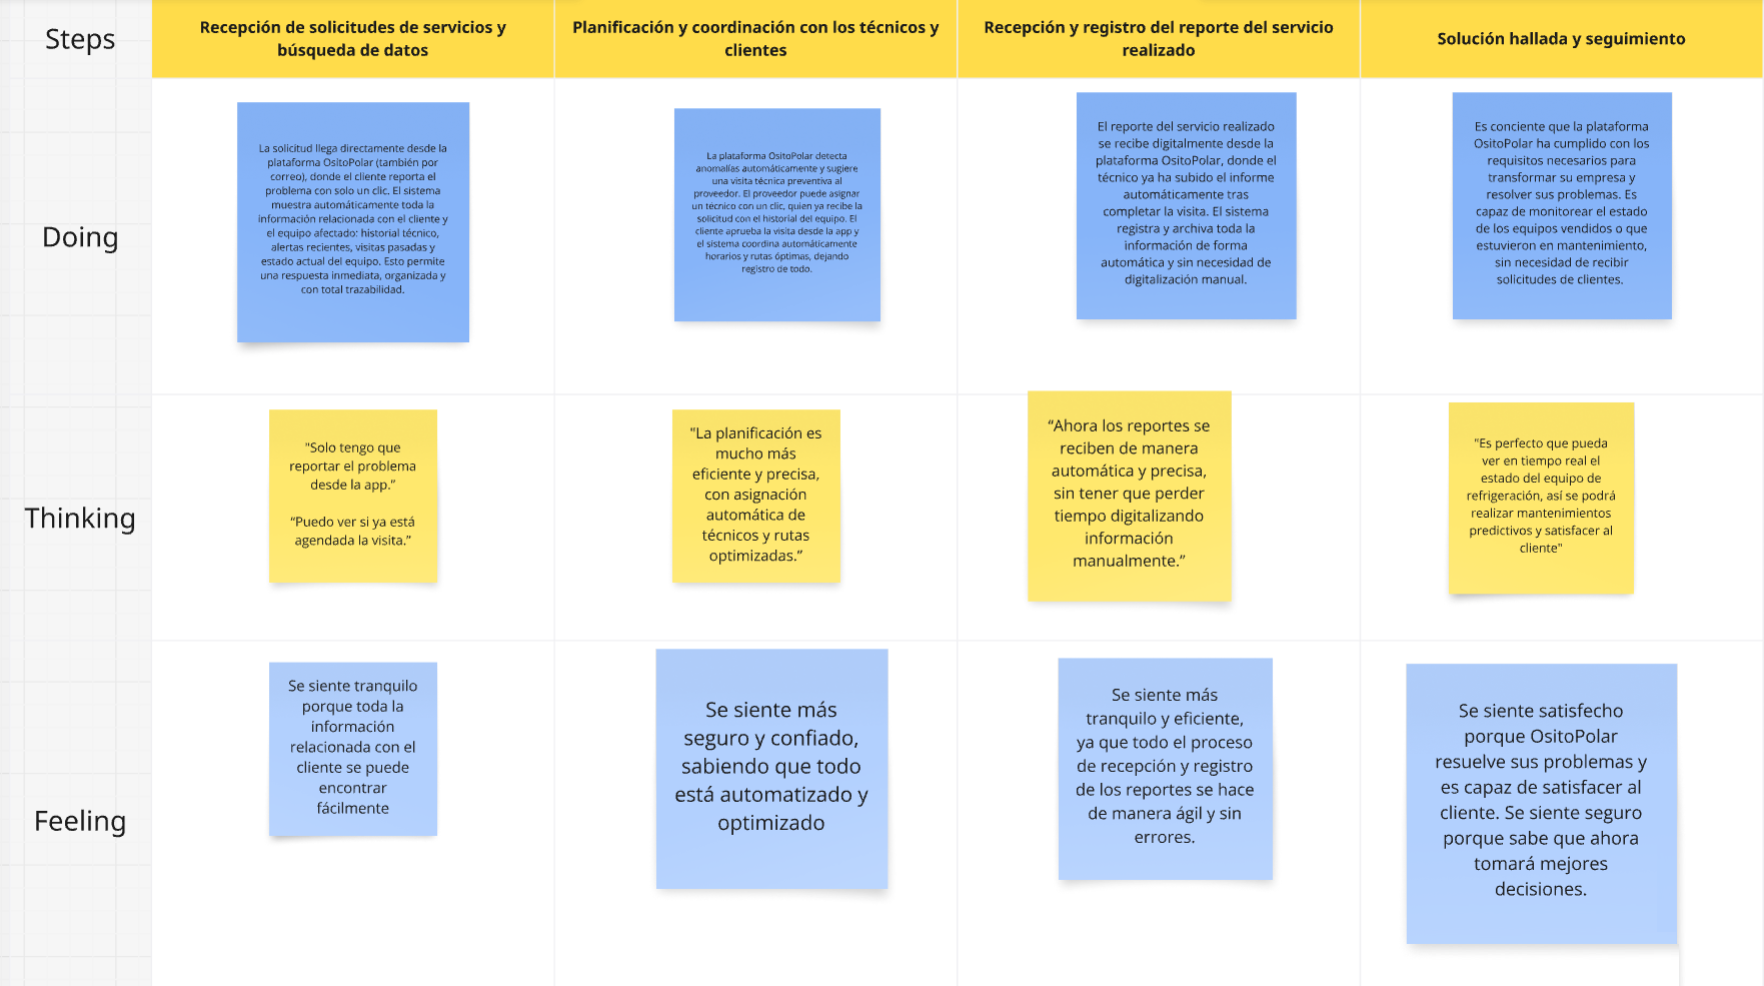 Steps
Recepción de solicitudes de servicios y
búsqueda de datos
Planificación y coordinación con los técnicos y
clientes
Recepción y registro del reporte del servicio
realizado
Solución hallada y seguimiento
Doing
La solicitud llega directamente desde la
plataforma OsitoPolar (también por
correo), donde el cliente reporta el
problema con solo un clic. El sistema
muestra automáticamente toda la
información relacionada con el cliente y
el equipo afectado: historial técnico,
alertas recientes, visitas pasadas y
estado actual del equipo. Esto permite
una respuesta inmediata, organizada y
con total trazabilidad.
La plataforma OsitoPolar detecta
anomalías automáticamente y sugiere
una visita técnica preventiva al
proveedor. El proveedor puede asignar
un técnico con un clic, quien ya recibe la
solicitud con el historial del equipo. El
cliente aprueba la visita desde la app y
el sistema coordina automáticamente
horarios y rutas óptimas, dejando
registro de todo.
El reporte del servicio realizado
se recibe digitalmente desde la
plataforma OsitoPolar, donde el
técnico ya ha subido el informe
automáticamente tras
completar la visita. El sistema
registra y archiva toda la
información de forma
automática y sin necesidad de
digitalización manual.
Es conciente que la plataforma
OsitoPolar ha cumplido con los
requisitos necesarios para
transformar su empresa y
resolver sus problemas. Es
capaz de monitorear el estado
de los equipos vendidos o que
estuvieron en mantenimiento,
sin necesidad de recibir
solicitudes de clientes.
Thinking
"Solo tengo que
reportar el problema
desde la app.”
“Puedo ver si ya está
agendada la visita.”
"La planificación es
mucho más
eficiente y precisa,
con asignación
automática de
técnicos y rutas
optimizadas.”
“Ahora los reportes se
reciben de manera
automática y precisa,
sin tener que perder
tiempo digitalizando
información
manualmente.”
"Es perfecto que pueda
ver en tiempo real el
estado del equipo de
refrigeración, así se podrá
realizar mantenimientos
predictivos y satisfacer al
cliente"
Feeling
Se siente tranquilo
porque toda la
información
relacionada con el
cliente se puede
encontrar
fácilmente
Se siente más
seguro y confiado,
sabiendo que todo
está automatizado y
optimizado
Se siente más
tranquilo y eficiente,
ya que todo el proceso
de recepción y registro
de los reportes se hace
de manera ágil y sin
errores.
Se siente satisfecho
porque OsitoPolar
resuelve sus problemas y
es capaz de satisfacer al
cliente. Se siente seguro
porque sabe que ahora
tomará mejores
decisiones.